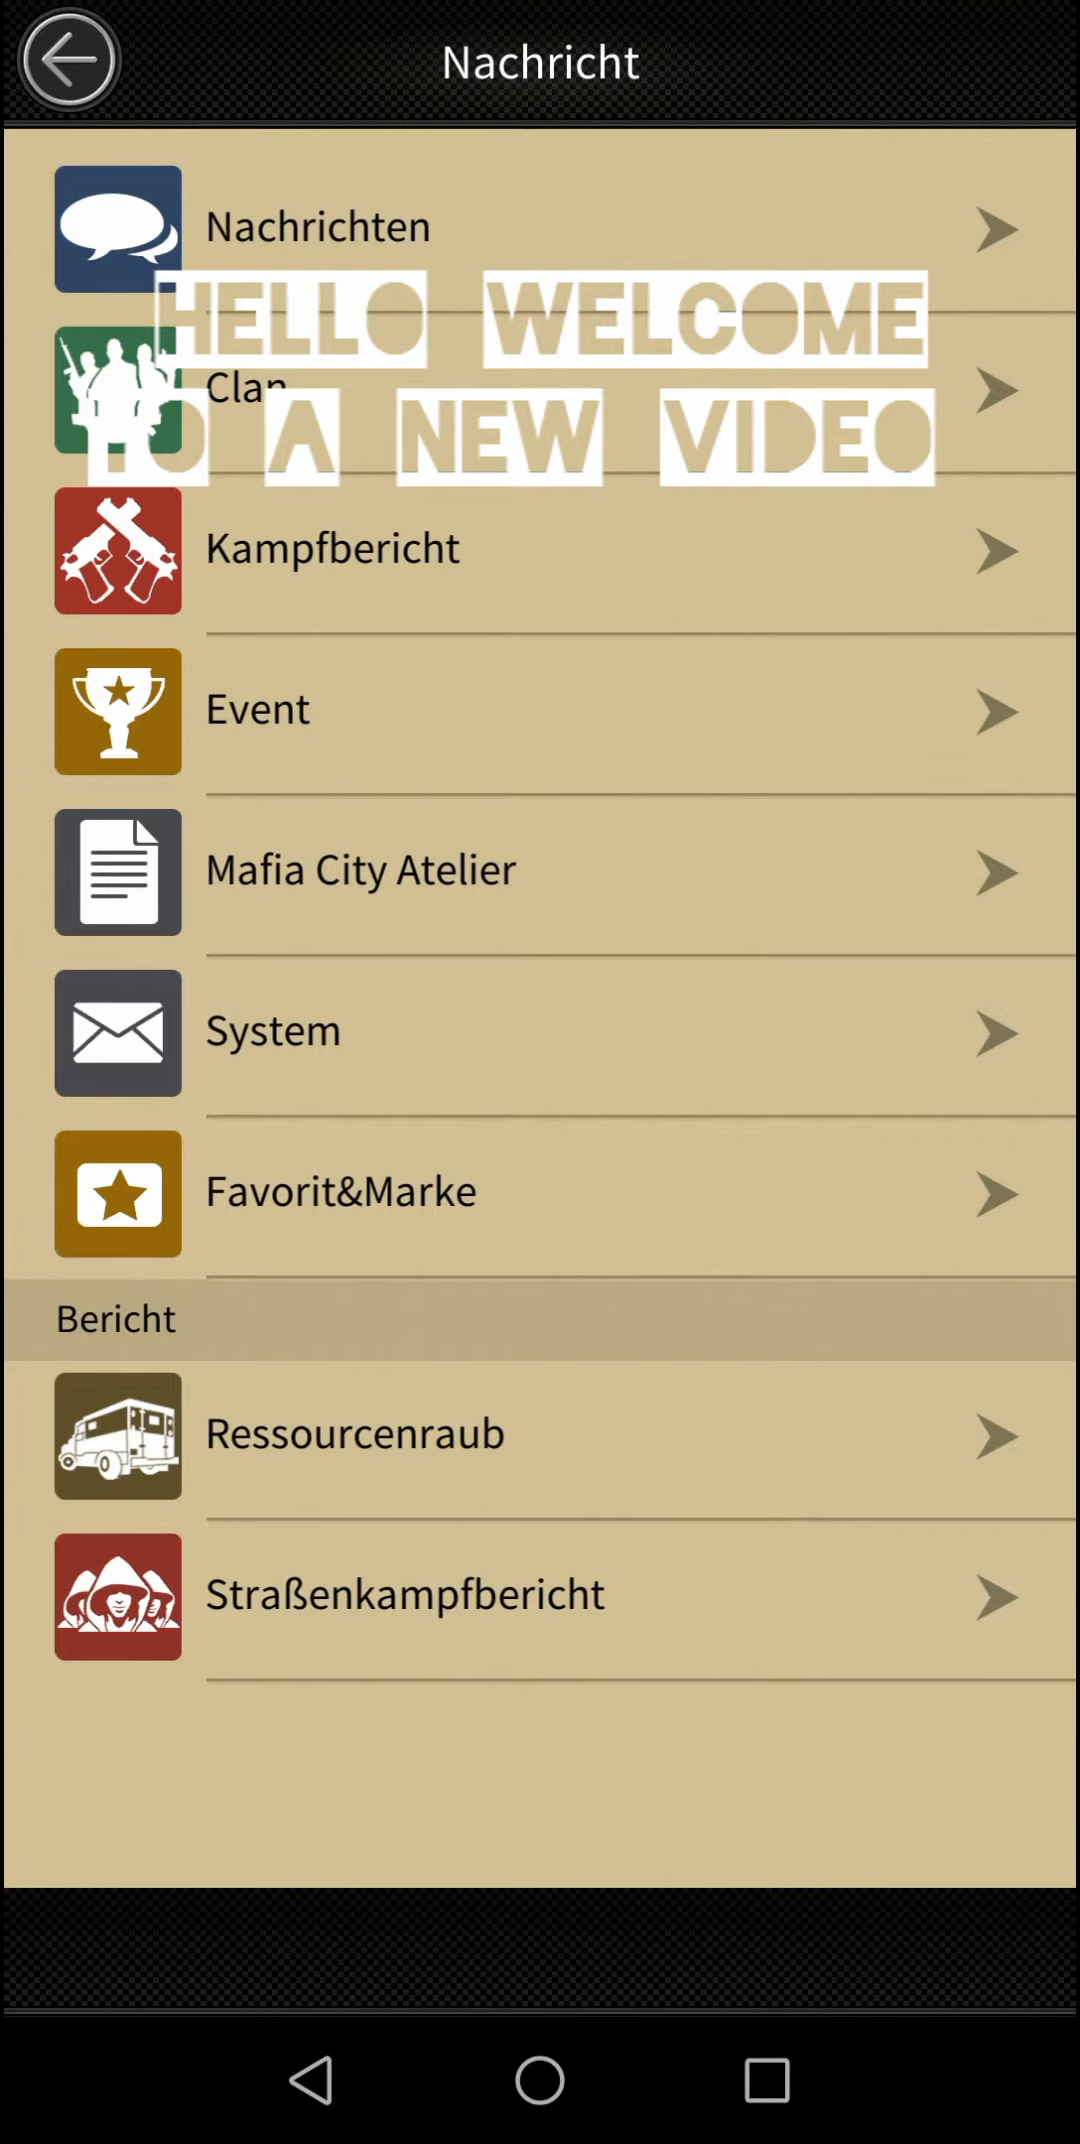 Nachricht
Nachrichten
HELLO WELCOME
Clan
TO A NEW VIDEO
Kampfbericht
Event
Mafia City Atelier
System
Favorit&Marke
Bericht
Ressourcenraub
Straßenkampfbericht